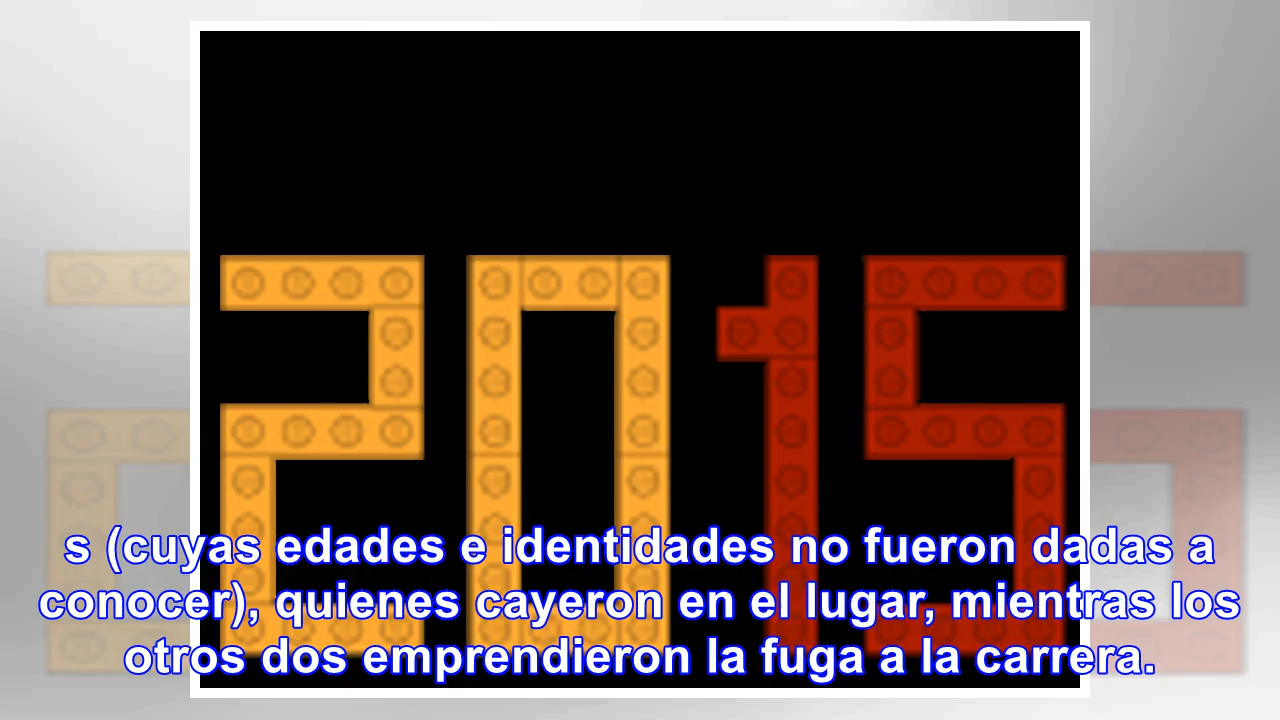 2015
s (cuyas edades e identidades no fueron dadas a
conocer), quienes cayeron en el lugar, mientras los
otros dos emprendieron la fuga a la carrera.